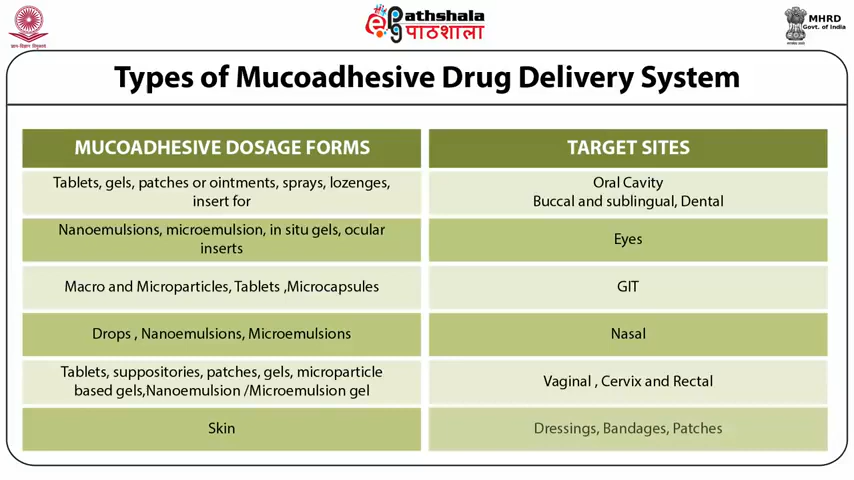 ज्ञान-विज्ञान विमुक्तये
ePG Pathshala
पाठशाला
MHRD
Govt. of India
Types of Mucoadhesive Drug Delivery System
MUCOADHESIVE DOSAGE FORMS
TARGET SITES
Tablets, gels, patches or ointments, sprays, lozenges,
insert for
Oral Cavity
Buccal and sublingual, Dental
Nanoemulsions, microemulsion, in situ gels, ocular
inserts
Eyes
Macro and Microparticles, Tablets ,Microcapsules
GIT
Drops , Nanoemulsions, Microemulsions
Nasal
Tablets, suppositories, patches, gels, microparticle
based gels,Nanoemulsion /Microemulsion gel
Vaginal , Cervix and Rectal
Skin
Dressings, Bandages, Patches